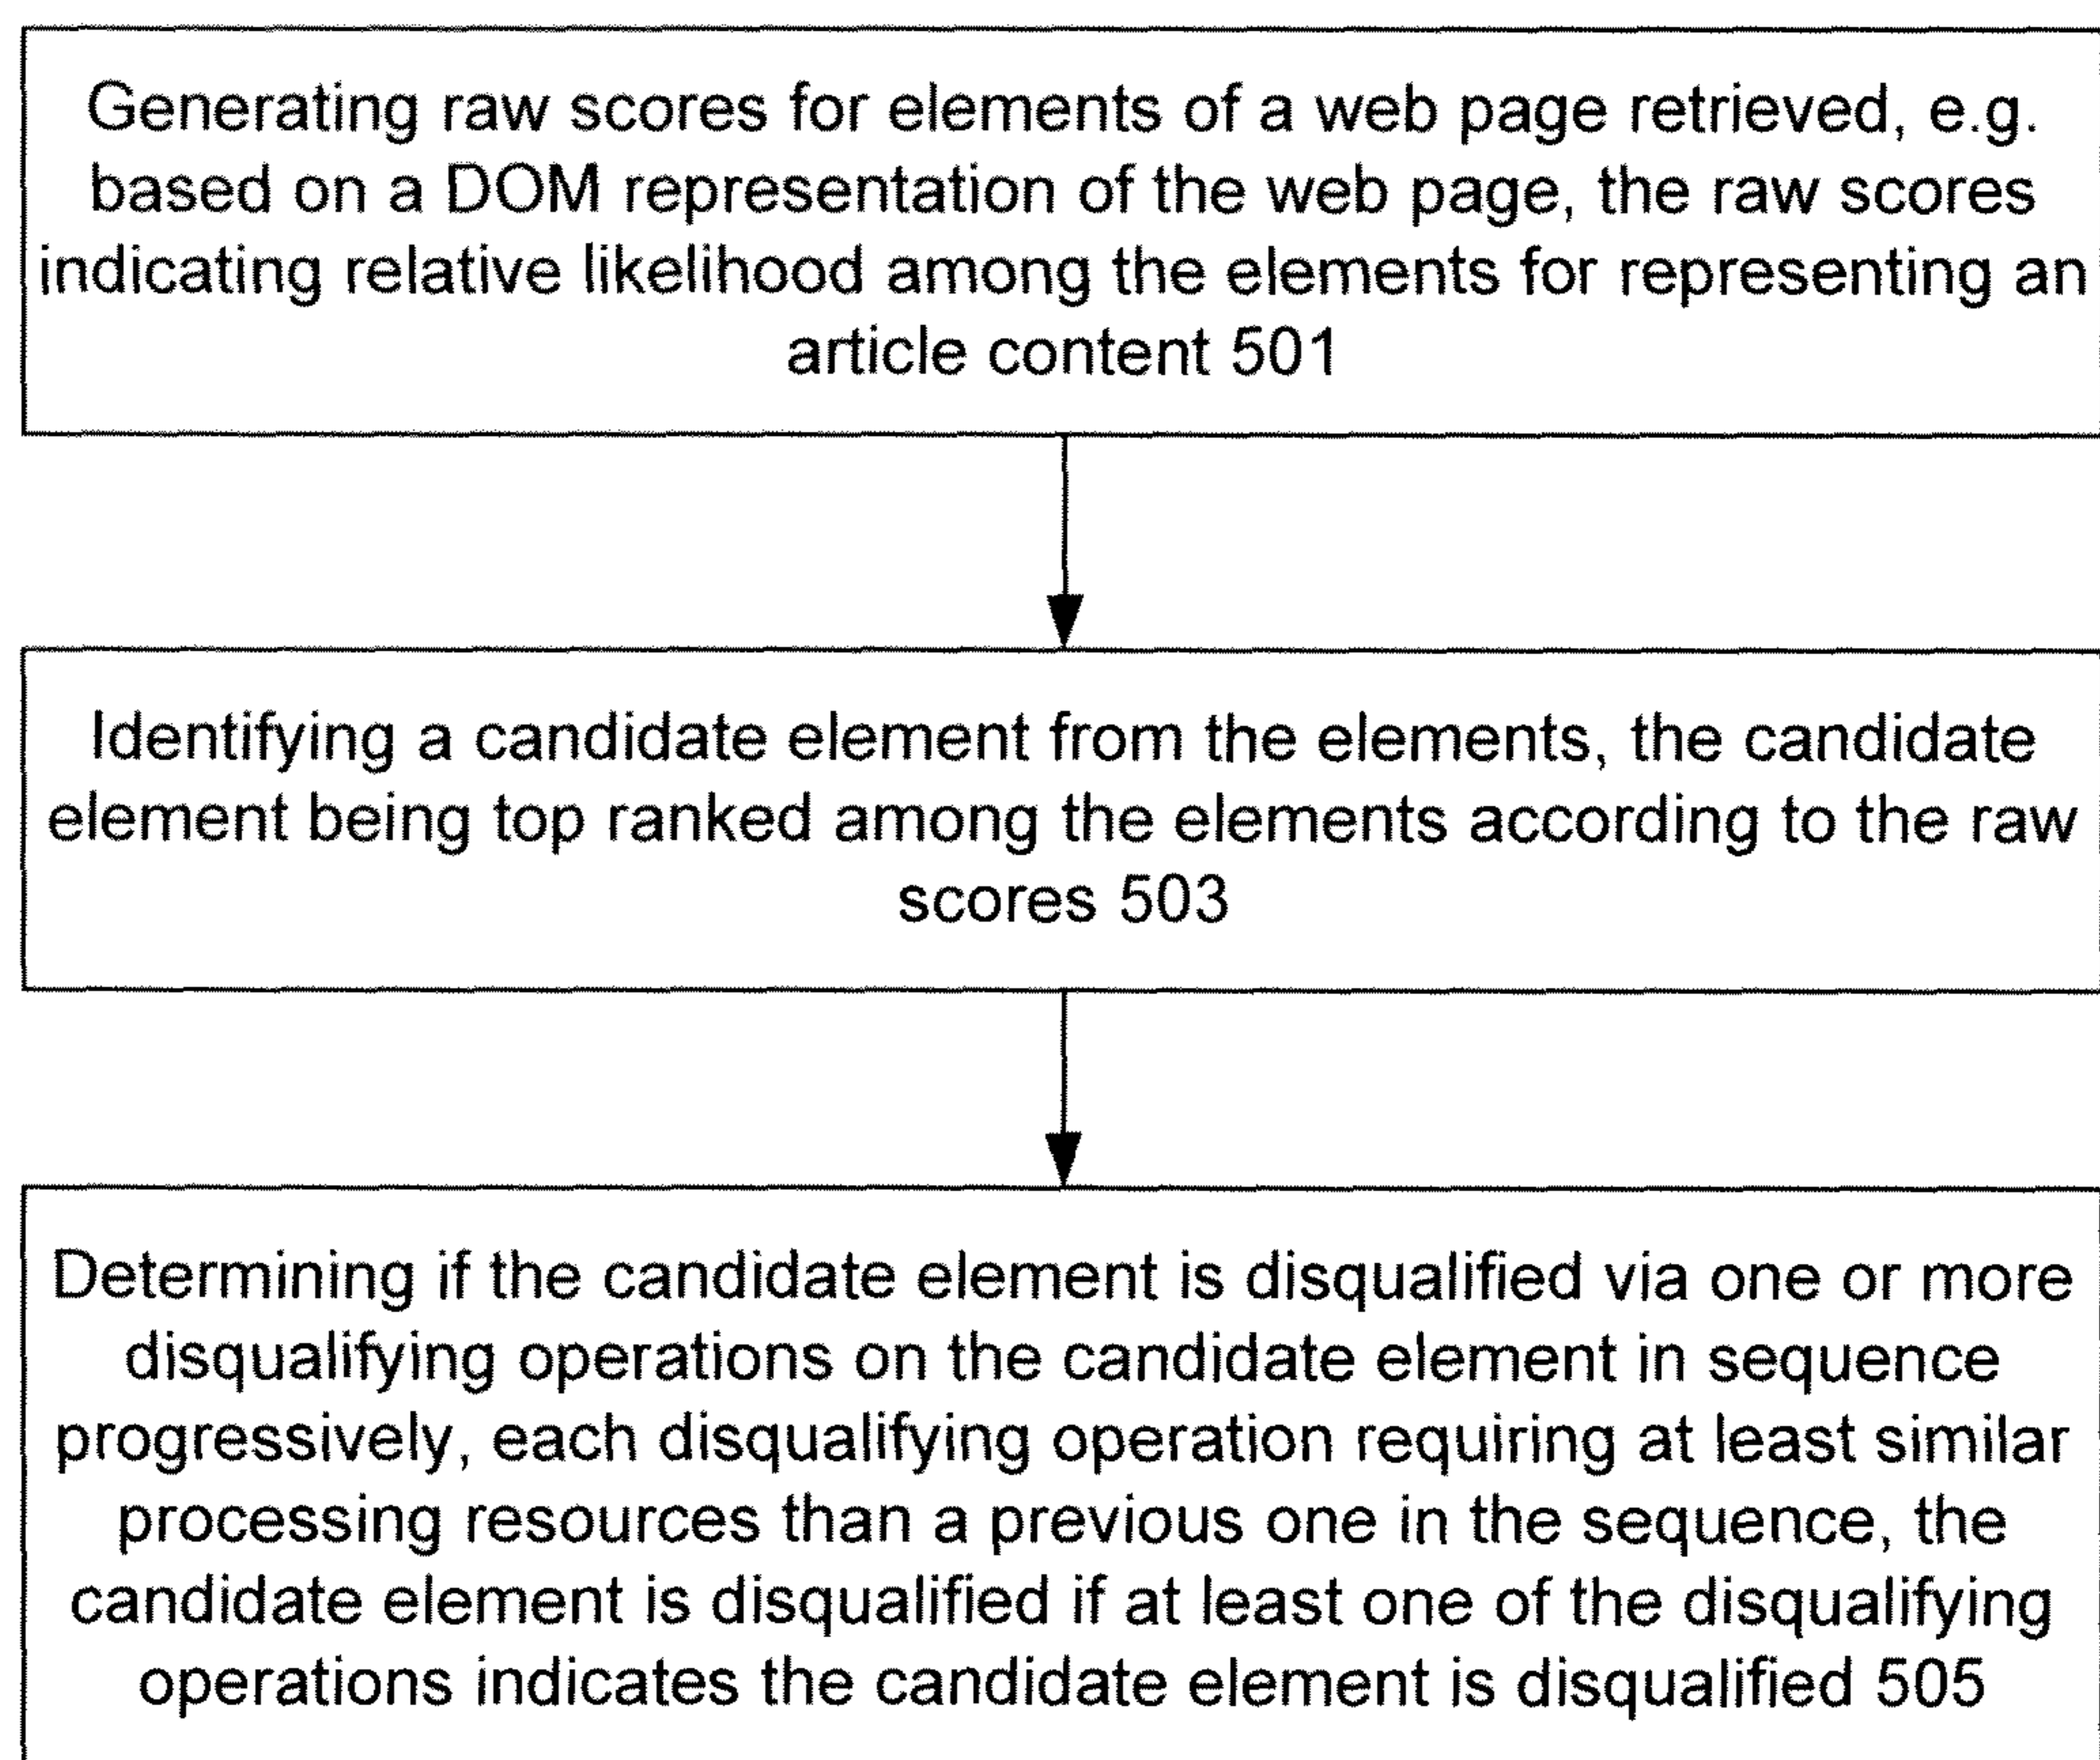 Generating raw scores for elements of a web page retrieved, e.g.
based on a DOM representation of the web page, the raw scores
indicating relative likelihood among the elements for representing an
article content 501
Identifying a candidate element from the elements, the candidate
element being top ranked among the elements according to the raw
scores 503
Determining if the candidate element is disqualified via one or more
disqualifying operations on the candidate element in sequence
progressively, each disqualifying operation requiring at least similar
processing resources than a previous one in the sequence, the
candidate element is disqualified if at least one of the disqualifying
operations indicates the candidate element is disqualified 505